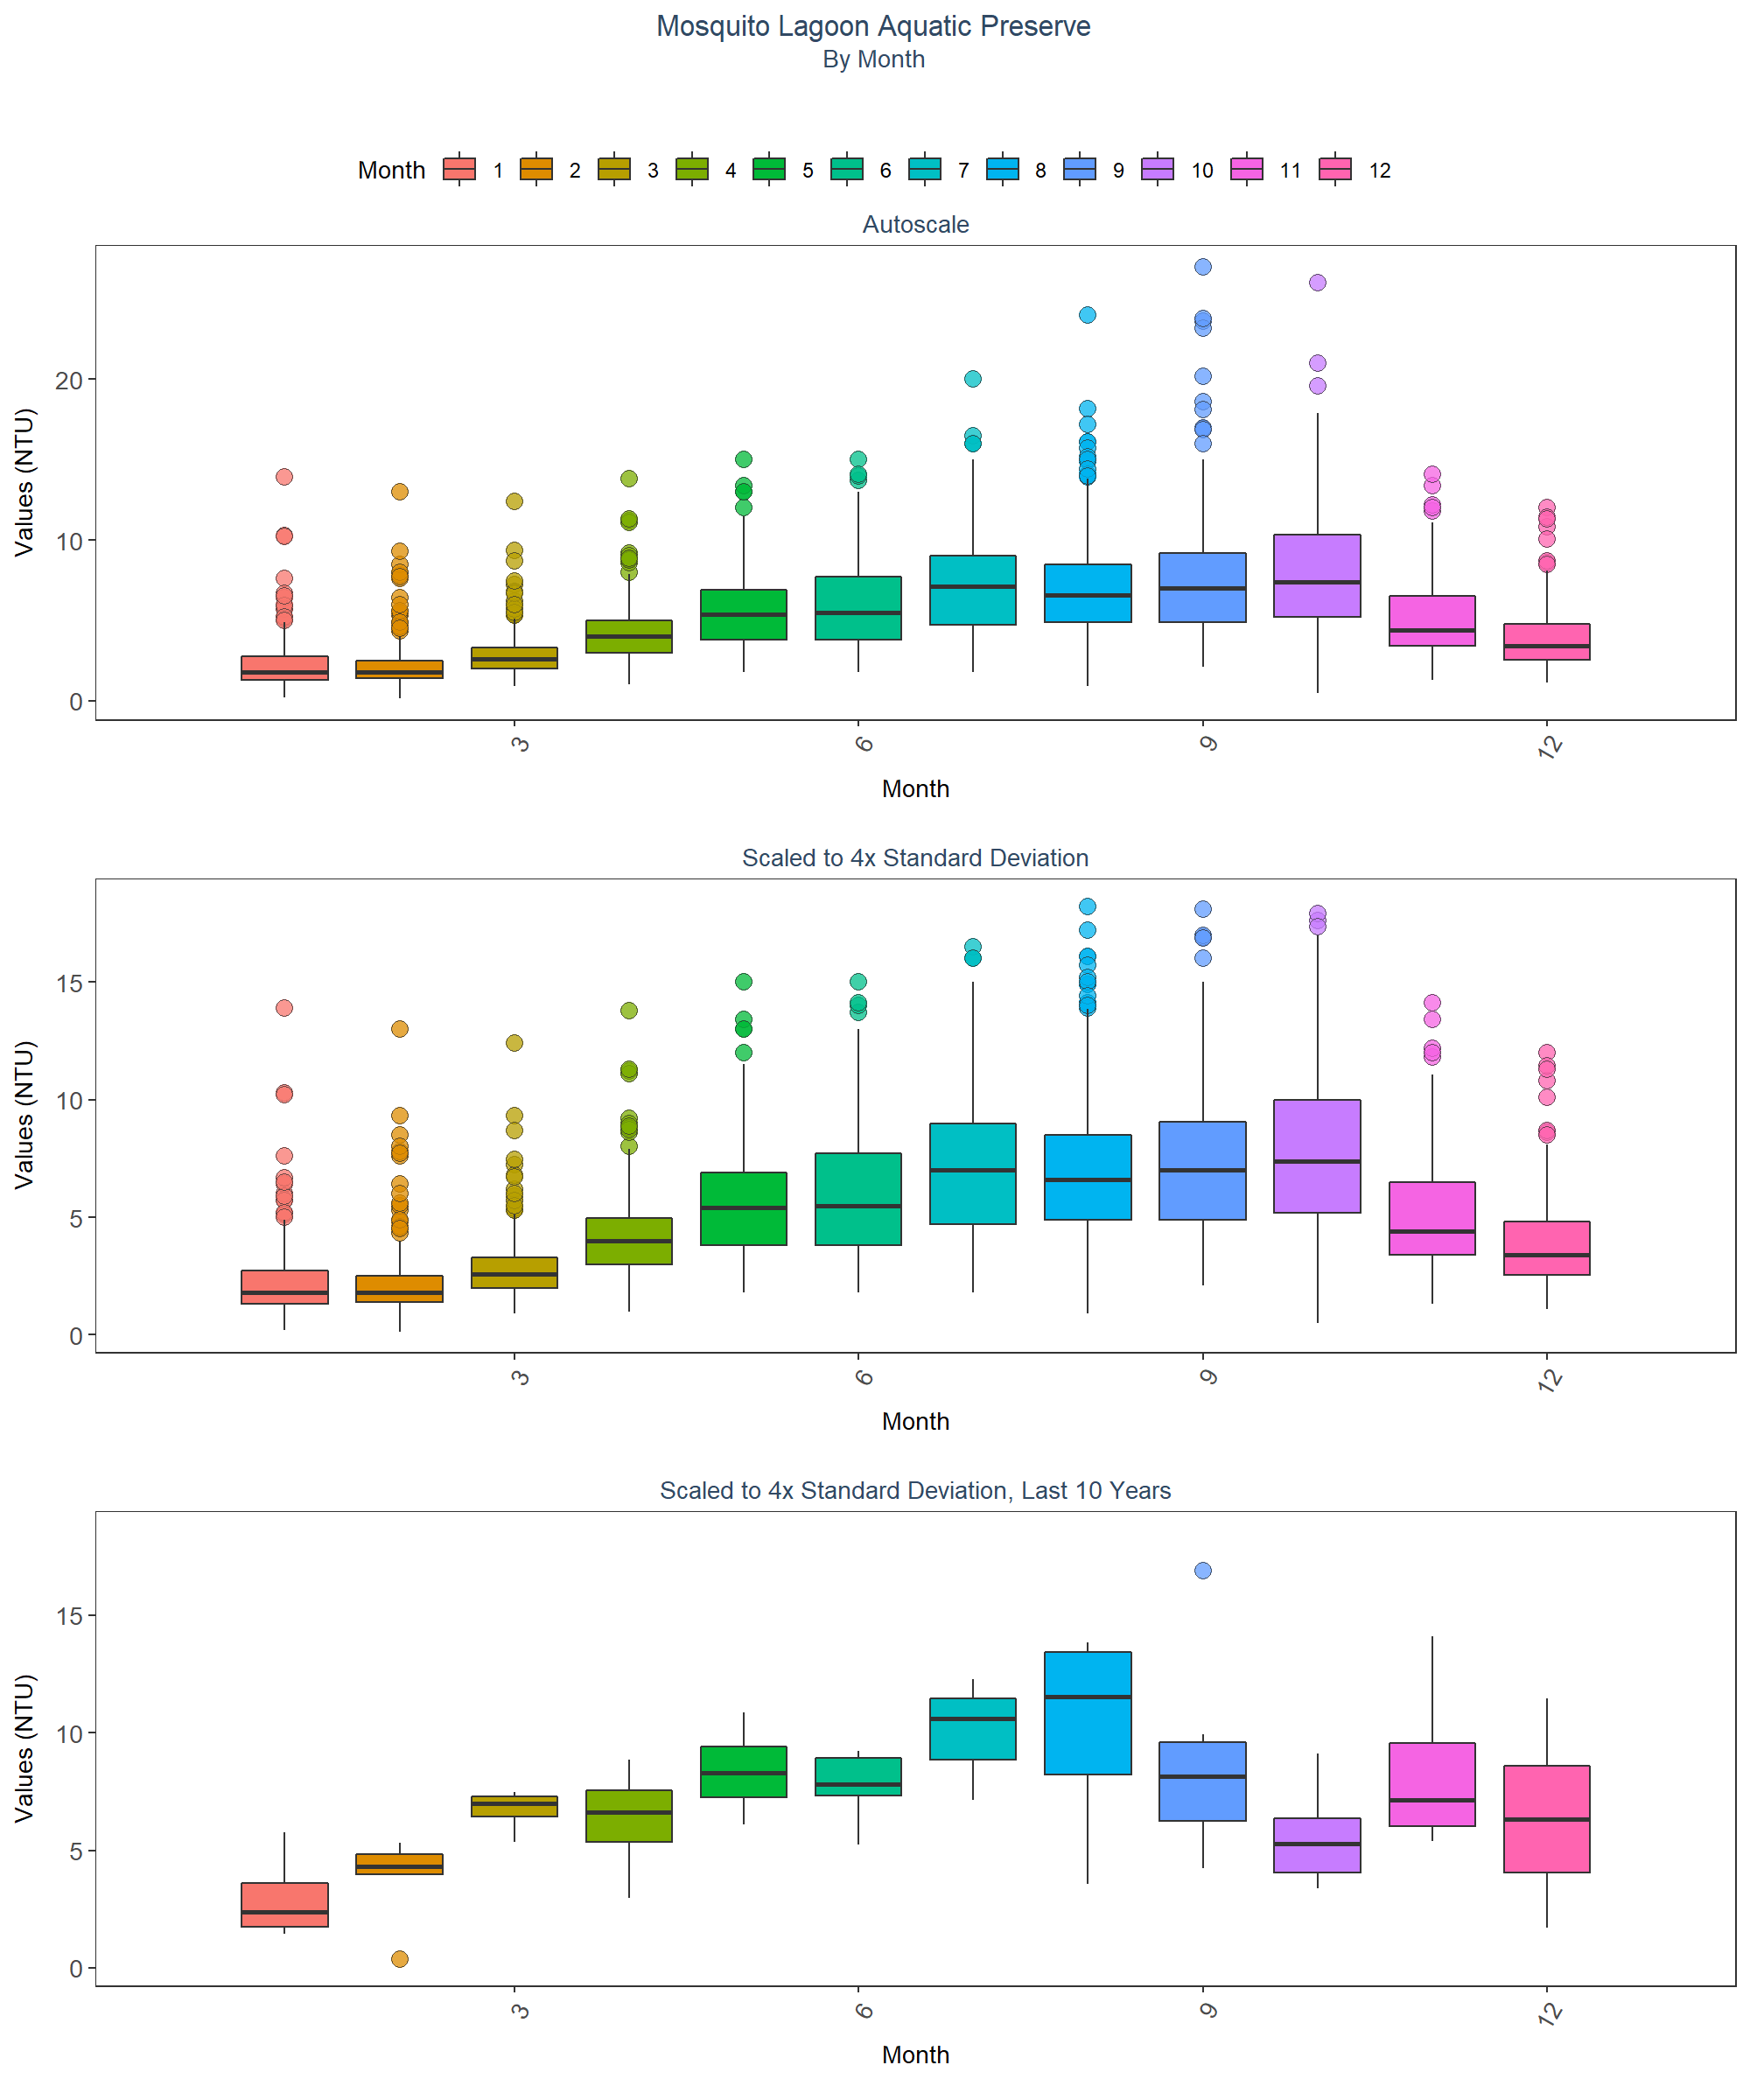 Mosquito Lagoon Aquatic Preserve
By Month
Month 1 2 3 4 5 6 7 8 9 10 11 12
Autoscale
Values (NTU)
20
10
0
3 6 9 12
Month
Scaled to 4x Standard Deviation
Values (NTU)
15
10
5
0
3 6 9 12
Month
Scaled to 4x Standard Deviation, Last 10 Years
Values (NTU)
15
10
5
0
3 6 9 12
Month